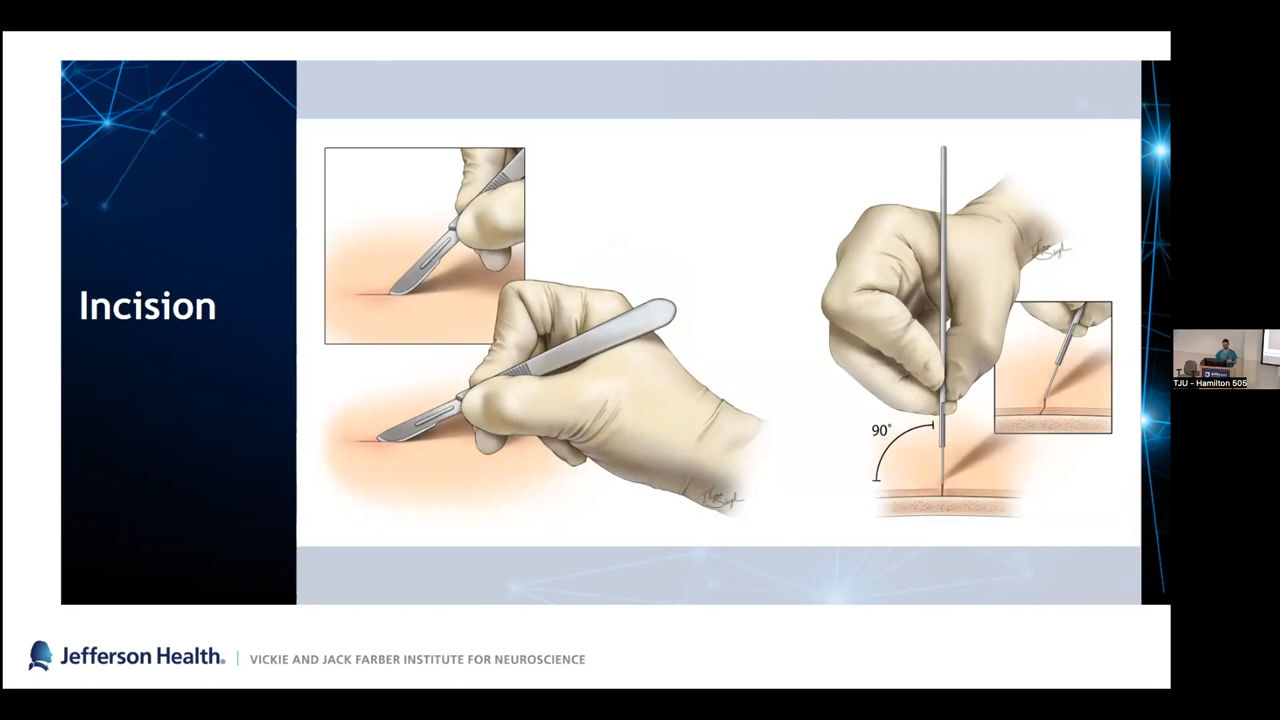 Incision
90°
TJU - Hamilton 505
Jefferson Health. | VICKIE AND JACK FARBER INSTITUTE FOR NEUROSCIENCE